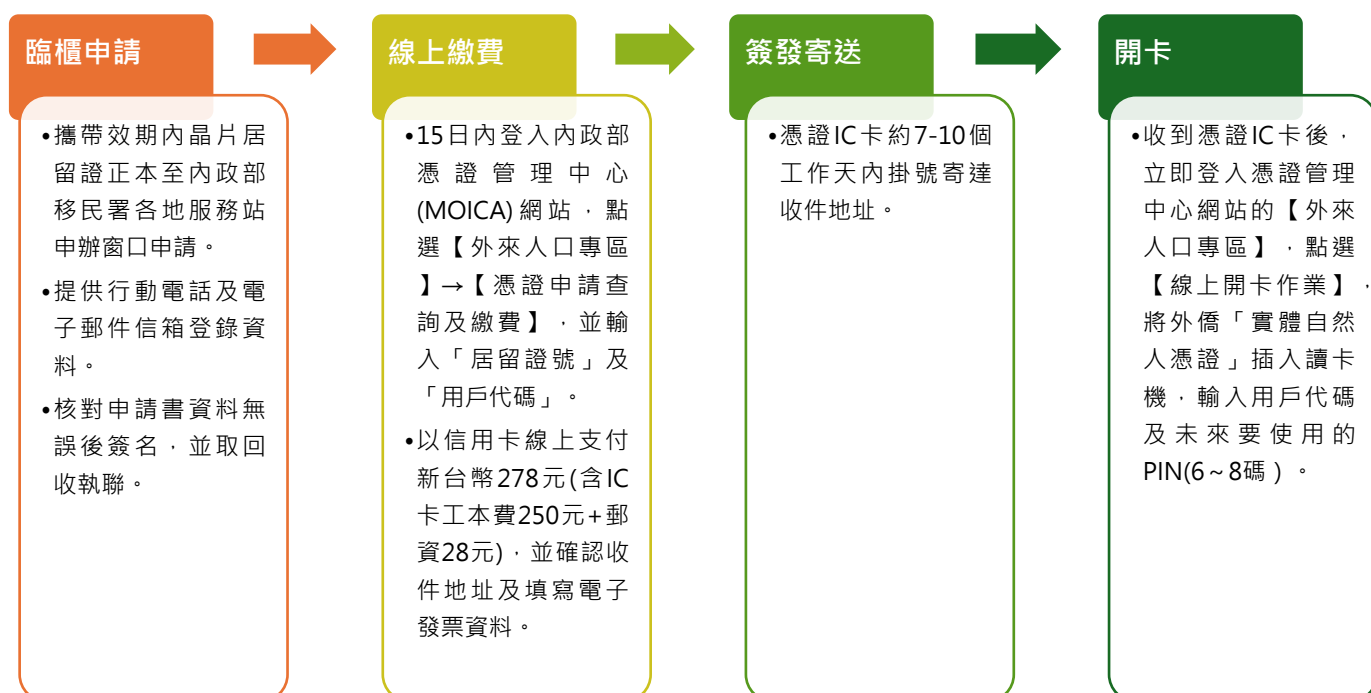 臨櫃申請
•攜帶效期內晶片居
留證正本至內政部
移民署各地服務站
申辦窗口申請。
•提供行動電話及電
子郵件信箱登錄資
料。
•核對申請書資料無
誤後簽名，並取回
收執聯。
線上繳費
•15日內登入內政部
憑證管理中心
(MOICA)網站，點
選【外來人口專區
】→【憑證申請查
詢及繳費】，並輸
入「居留證號」及
「用戶代碼」。
•以信用卡線上支付
新台幣278元(含IC
卡工本費250元+郵
資28元)，並確認收
件地址及填寫電子
發票資料。
簽發寄送
•憑證IC卡約7-10個
工作天內掛號寄達
收件地址。
開卡
•收到憑證IC卡後，
立即登入憑證管理
中心網站的【外來
人口專區】，點選
【線上開卡作業】，
將外僑「實體自然
人憑證」插入讀卡
機，輸入用戶代碼
及未來要使用的
PIN(6~8碼）。